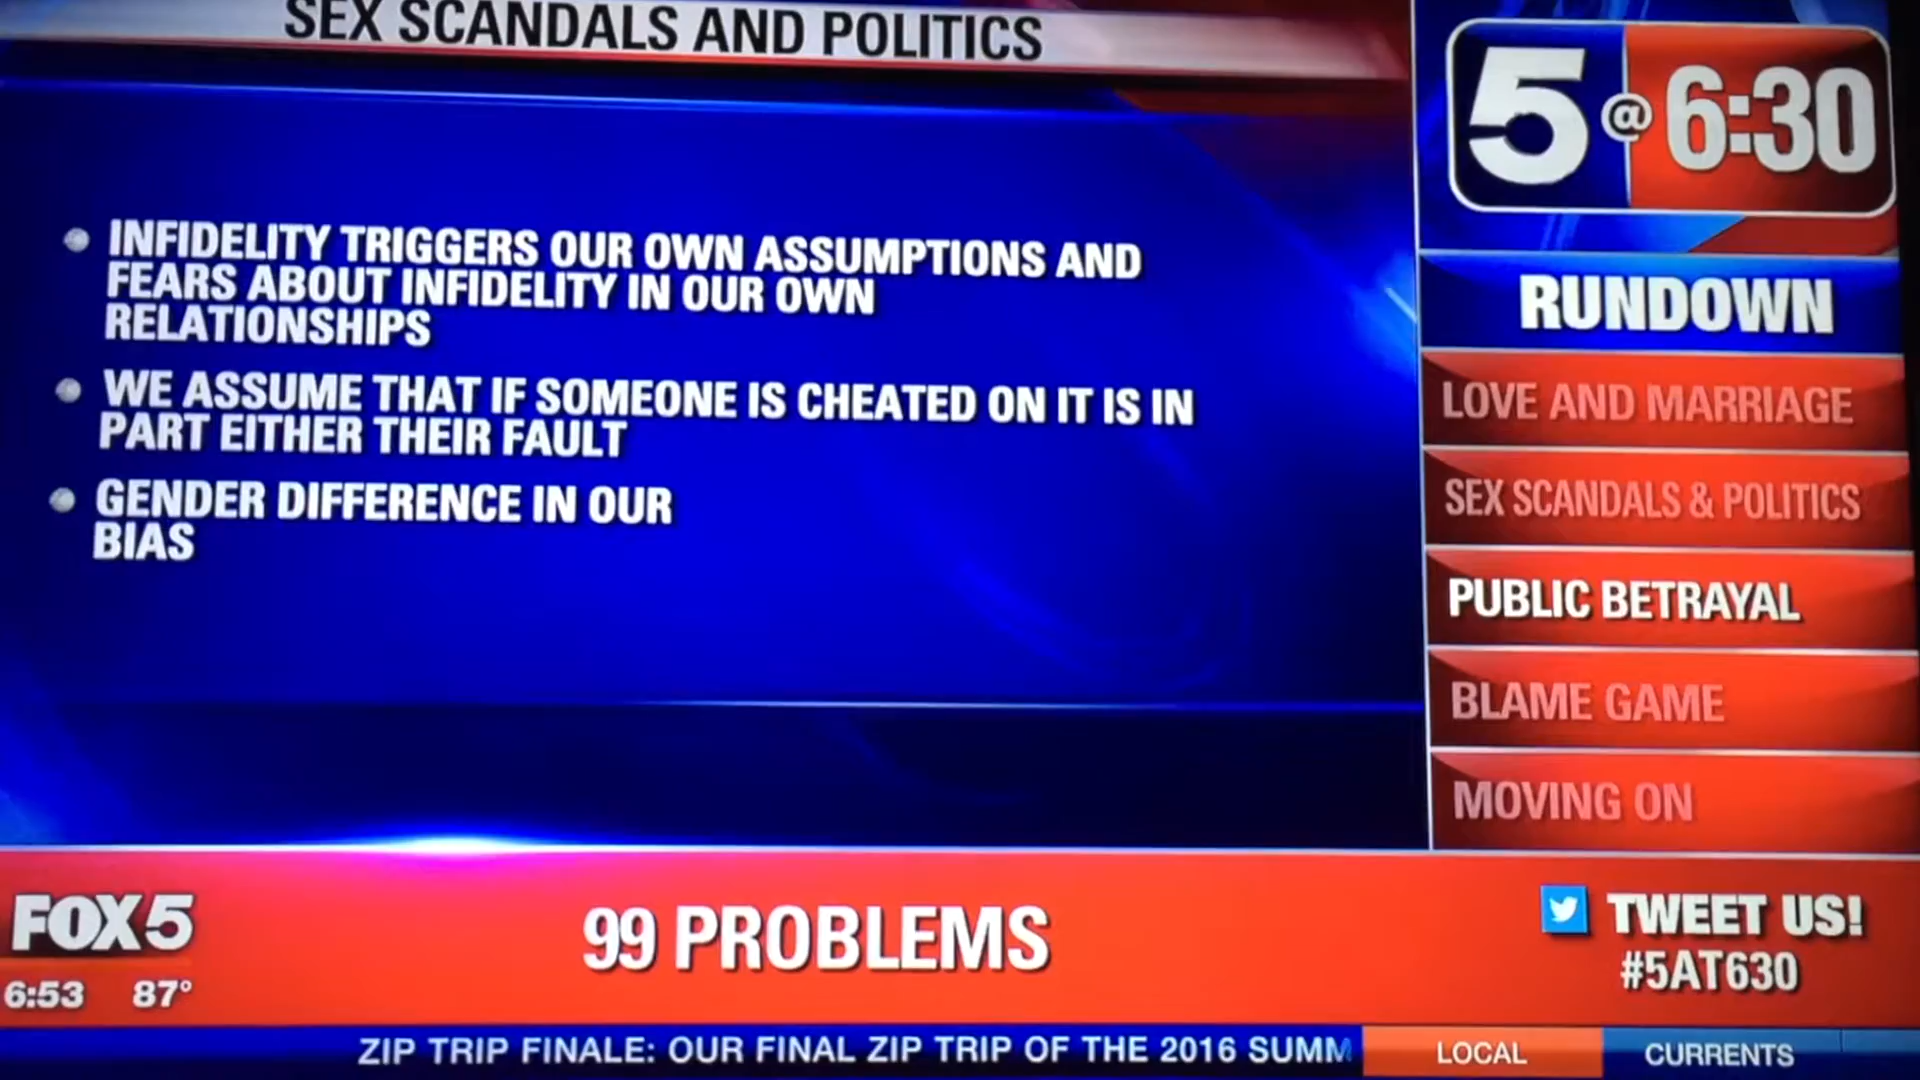 SEX SCANDALS AND POLITICS
5@6:30
INFIDELITY TRIGGERS OUR OWN ASSUMPTIONS AND
FEARS ABOUT INFIDELITY IN OUR OWN
RELATIONSHIPS
WE ASSUME THAT IF SOMEONE IS CHEATED ON IT IS IN
PART EITHER THEIR FAULT
GENDER DIFFERENCE IN OUR
BIAS
RUNDOWN
LOVE AND MARRIAGE
SEX SCANDALS & POLITICS
PUBLIC BETRAYAL
BLAME GAME
MOVING ON
FOX 5
6:53 87°
99 PROBLEMS
TWEET US!
#5AT630
ZIP TRIP FINALE: OUR FINAL ZIP TRIP OF THE 2016 SUMM
LOCAL
CURRENTS